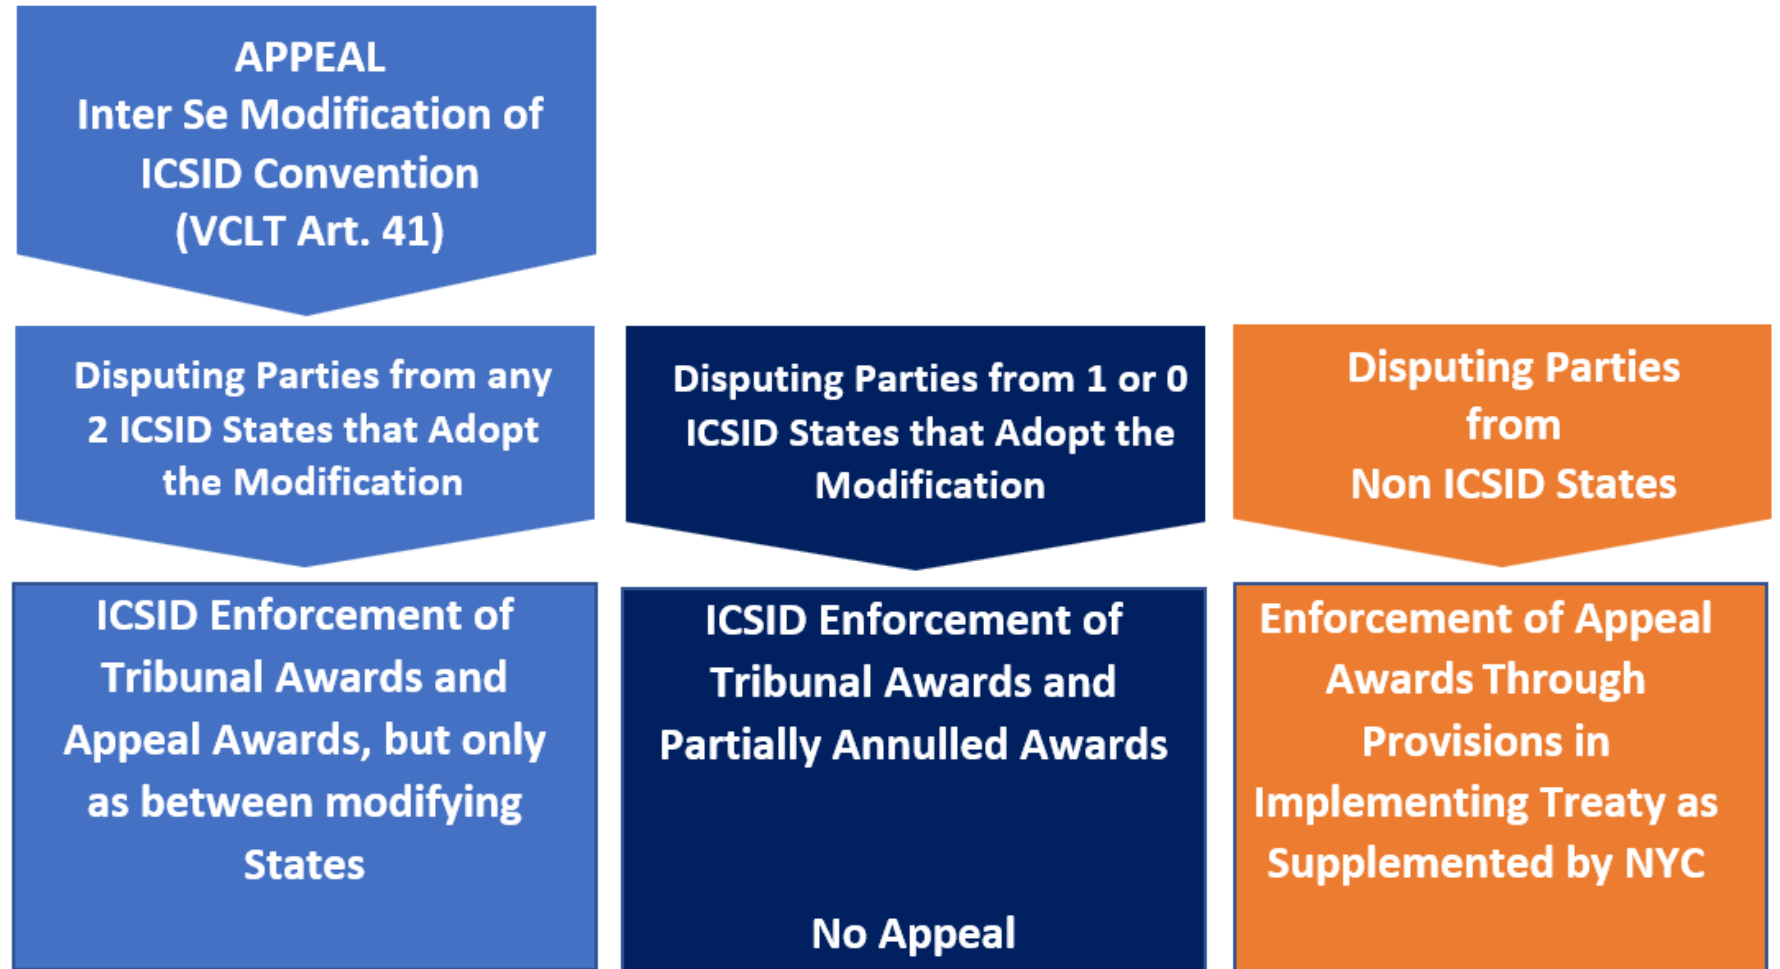 APPEAL
Inter Se Modification of
ICSID Convention
(VCLT Art. 41)
Disputing Parties from any
2 ICSID States that Adopt
the Modification
Disputing Parties from 1 or 0
ICSID States that Adopt the
Modification
Disputing Parties
from
Non ICSID States
ICSID Enforcement of
Tribunal Awards and
Appeal Awards, but only
as between modifying
States
ICSID Enforcement of
Tribunal Awards and
Partially Annulled Awards
No Appeal
Enforcement of Appeal
Awards Through
Provisions in
Implementing Treaty as
Supplemented by NYC